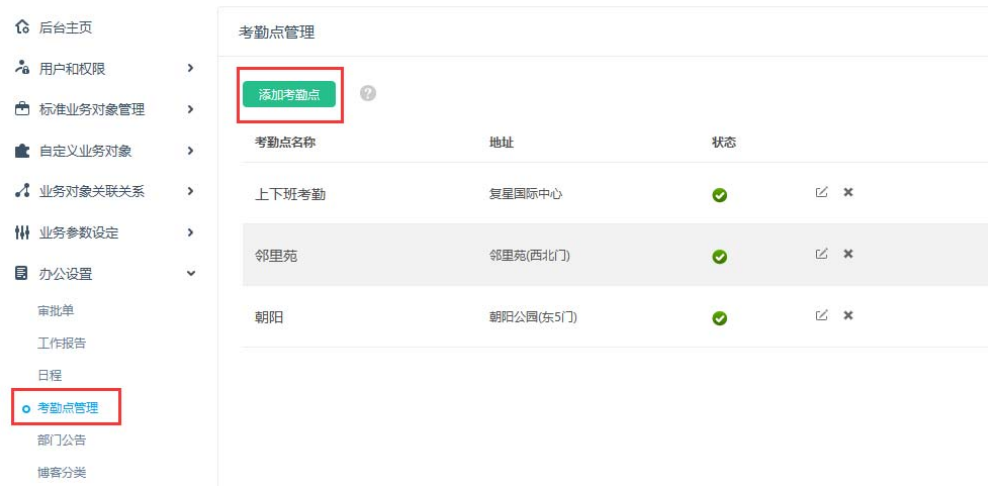 后台主页
用户和权限
标准业务对象管理
自定义业务对象
业务对象关联关系
业务参数设定
办公设置
审批单
工作报告
日程
考勤点管理
部门公告
博客分类
考勤点管理
添加考勤点 ?
考勤点名称 地址 状态
上下班考勤 复星国际中心
邻里苑 邻里苑(西北门)
朝阳 朝阳公园(东5门)